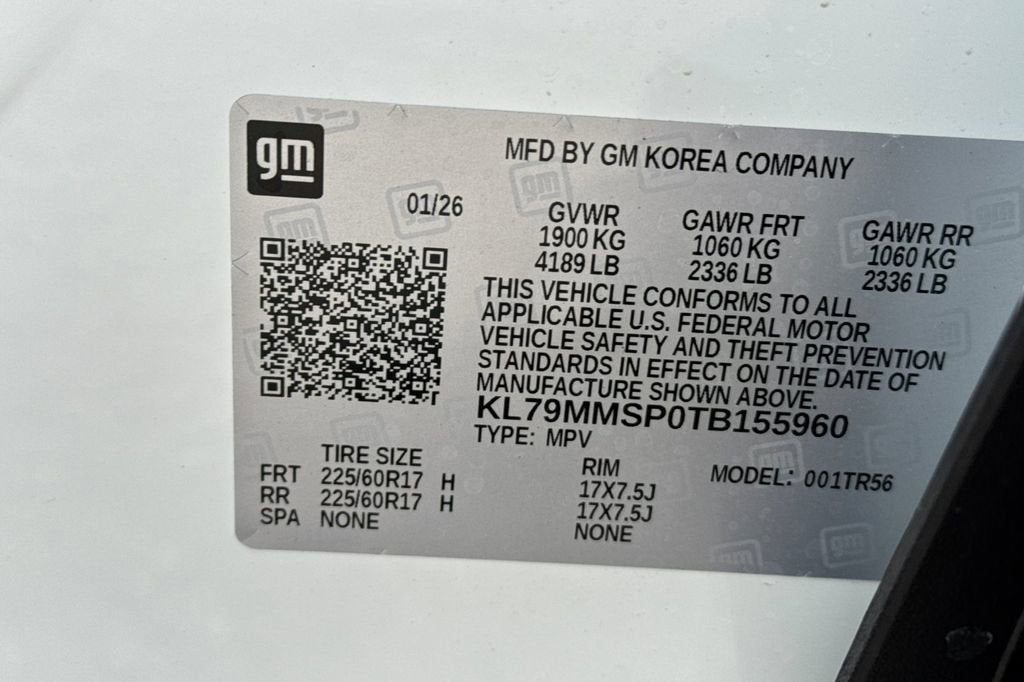 gm
MFD BY GM KOREA COMPANY
01/26
GVWR GAWR FRT GAWR RR
1900 KG 1060 KG 1060 KG
4189 LB 2336 LB 2336 LB
THIS VEHICLE CONFORMS TO ALL
APPLICABLE U.S. FEDERAL MOTOR
VEHICLE SAFETY AND THEFT PREVENTION
STANDARDS IN EFFECT ON THE DATE OF
MANUFACTURE SHOWN ABOVE.
KL79MMSP0TB155960
TYPE: MPV
MODEL: 001TR56
TIRE SIZE RIM
FRT 225/60R17 H 17X7.5J
RR 225/60R17 H 17X7.5J
SPA NONE NONE